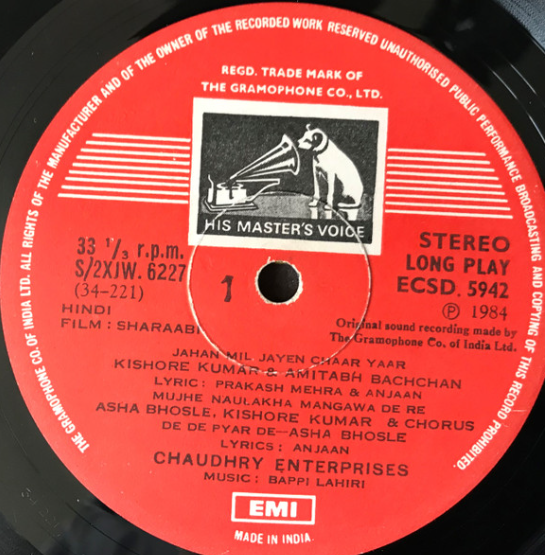 THE GRAMOPHONE CO. OF INDIA LTD. ALL RIGHTS OF THE MANUFACTURER AND OF THE OWNER OF THE RECORDED WORK RESERVED UNAUTHORISED PUBLIC PERFORMANCE BROADCASTING AND COPYING OF THIS RECORD PROHIBITED.
REGD. TRADE MARK OF
THE GRAMOPHONE CO., LTD.
HIS MASTER'S VOICE
33 1/3 r.p.m.
S/2XJW. 6227
(34-221)
1
STEREO
LONG PLAY
ECSD. 5942
Ⓟ 1984
HINDI
FILM : SHARAABI
Original sound recording made by
The Gramophone Co. of India Ltd.
JAHAN MIL JAYEN CHAAR YAAR
KISHORE KUMAR & AMITABH BACHCHAN
LYRIC : PRAKASH MEHRA & ANJAAN
MUJHE NAULAKHA MANGAWA DE RE
ASHA BHOSLE, KISHORE KUMAR & CHORUS
DE DE PYAR DE—ASHA BHOSLE
LYRICS : ANJAAN
CHAUDHRY ENTERPRISES
MUSIC : BAPPI LAHIRI
EMI
MADE IN INDIA.